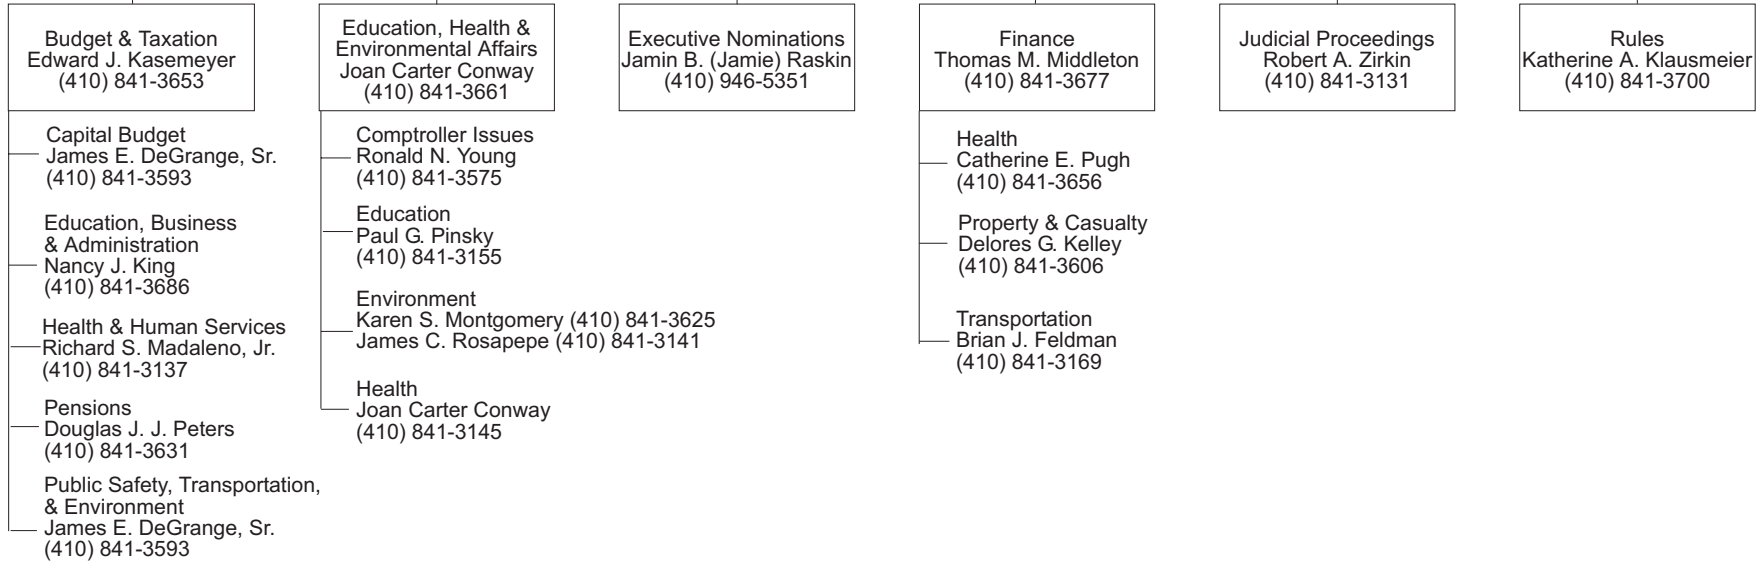 Budget & Taxation
Edward J. Kasemeyer
(410) 841-3653
Capital Budget
James E. DeGrange, Sr.
(410) 841-3593
Education, Business
& Administration
Nancy J. King
(410) 841-3686
Health & Human Services
Richard S. Madaleno, Jr.
(410) 841-3137
Pensions
Douglas J. J. Peters
(410) 841-3631
Public Safety, Transportation,
& Environment
James E. DeGrange, Sr.
(410) 841-3593
Education, Health &
Environmental Affairs
Joan Carter Conway
(410) 841-3661
Comptroller Issues
Ronald N. Young
(410) 841-3575
Education
Paul G. Pinsky
(410) 841-3155
Environment
Karen S. Montgomery (410) 841-3625
James C. Rosapepe (410) 841-3141
Health
Joan Carter Conway
(410) 841-3145
Executive Nominations
Jamin B. (Jamie) Raskin
(410) 946-5351
Finance
Thomas M. Middleton
(410) 841-3677
Health
Catherine E. Pugh
(410) 841-3656
Property & Casualty
Delores G. Kelley
(410) 841-3606
Transportation
Brian J. Feldman
(410) 841-3169
Judicial Proceedings
Robert A. Zirkin
(410) 841-3131
Rules
Katherine A. Klausmeier
(410) 841-3700